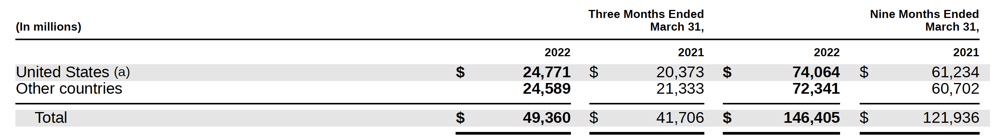 (In millions) Three Months Ended March 31, Nine Months Ended March 31,
2022 2021 2022 2021
United States (a) $ 24,771 $ 20,373 $ 74,064 $ 61,234
Other countries 24,589 21,333 72,341 60,702
Total $ 49,360 $ 41,706 $ 146,405 $ 121,936